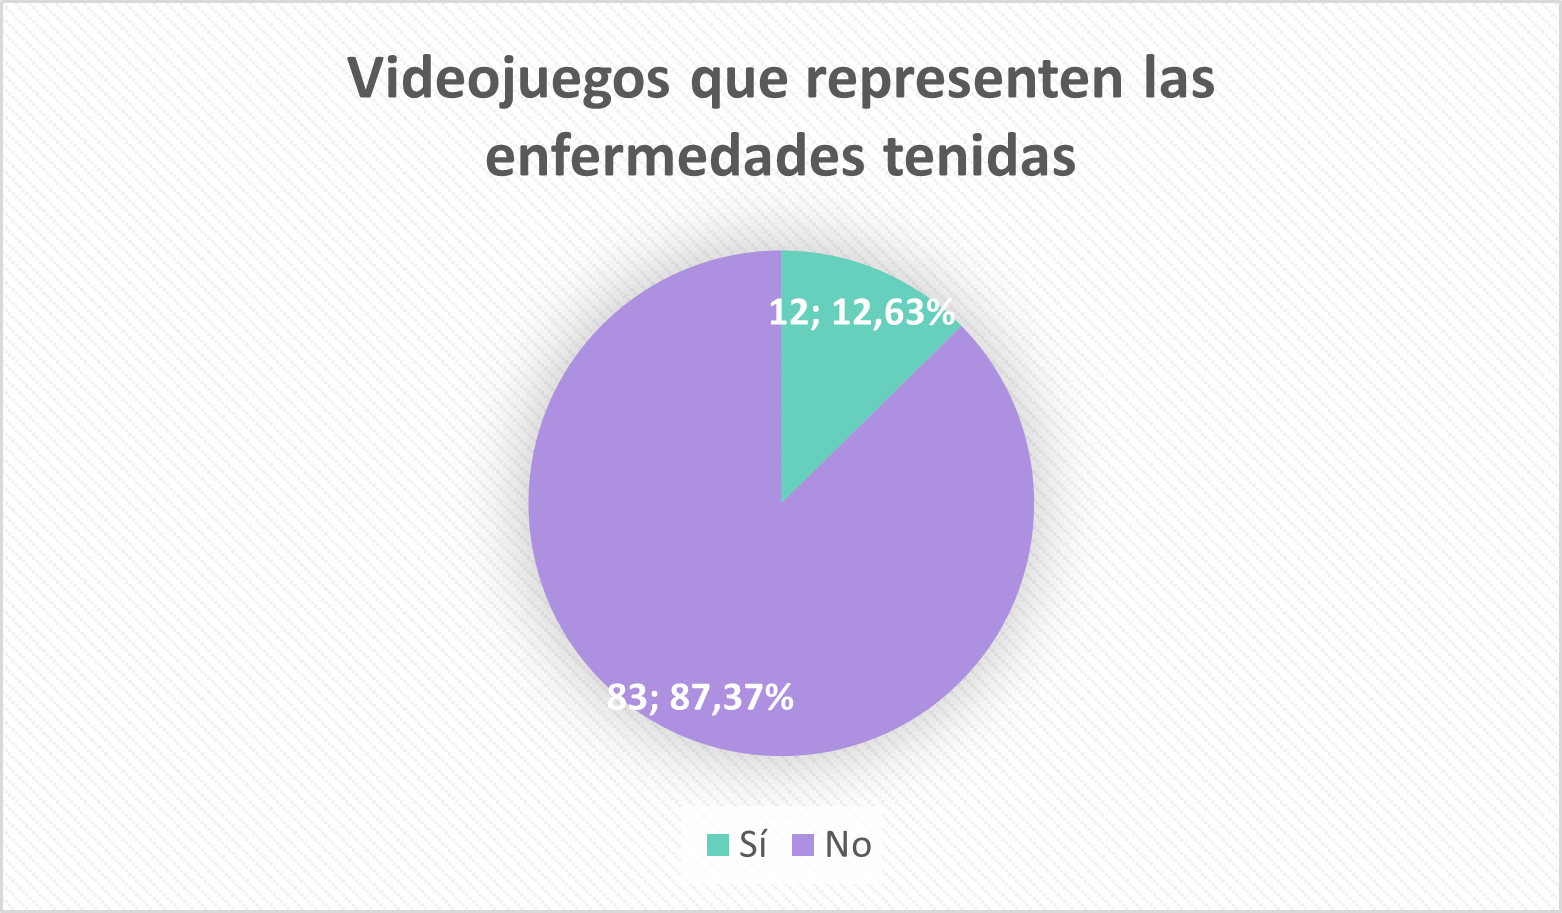 Videojuegos que representen las
enfermedades tenidas
12; 12,63%
83; 87,37%
Sí No